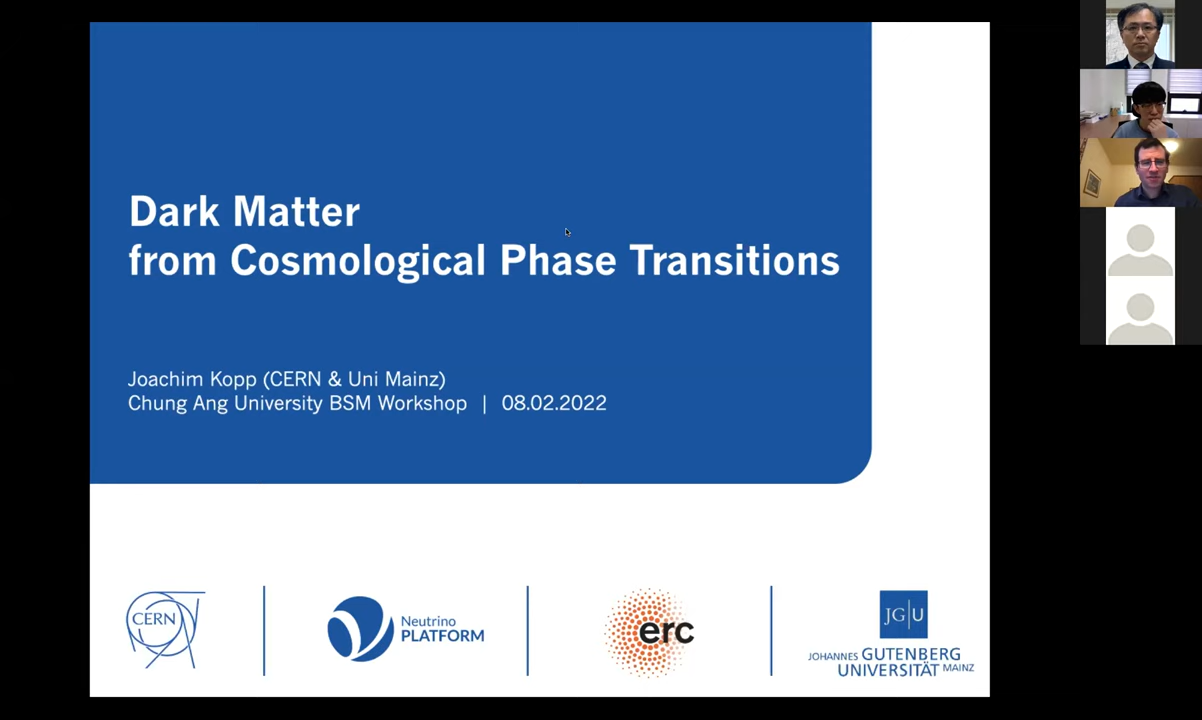 Dark Matter
from Cosmological Phase Transitions
Joachim Kopp (CERN & Uni Mainz)
Chung Ang University BSM Workshop | 08.02.2022
CERN
Neutrino
PLATFORM
erc
JG|U
JOHANNES GUTENBERG
UNIVERSITÄT MAINZ